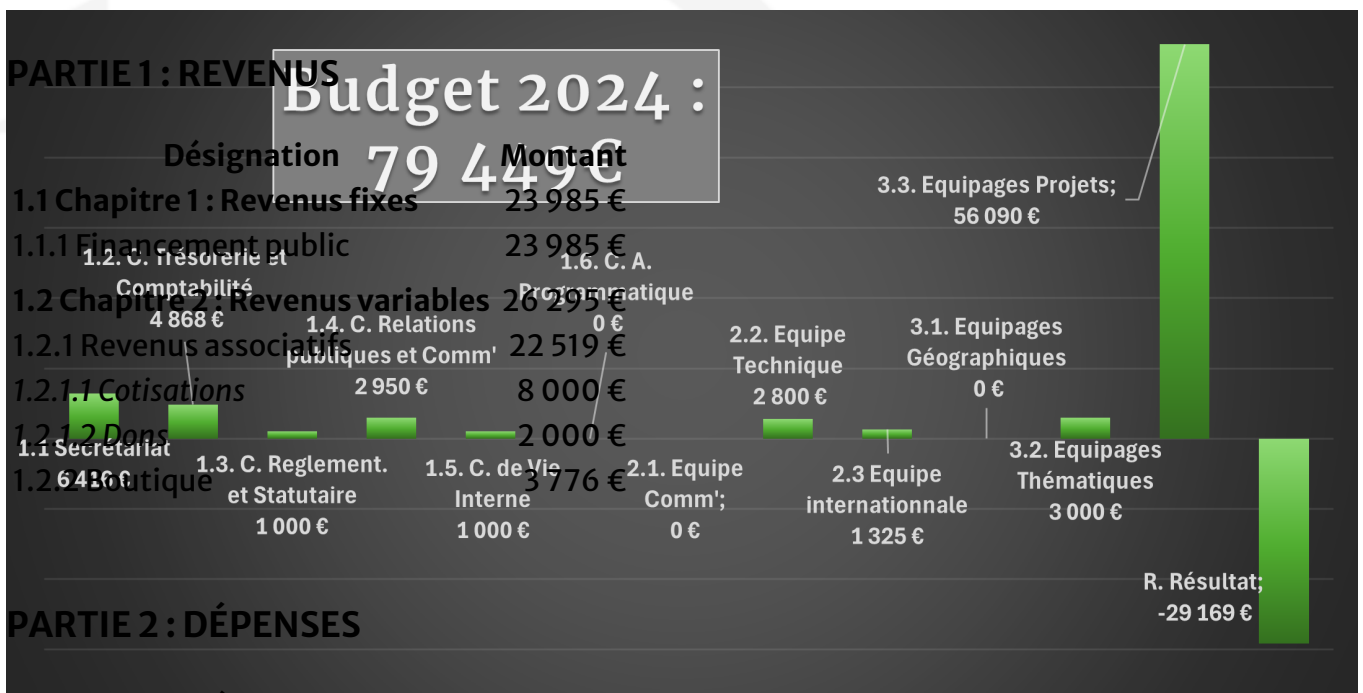 PARTIE 1 : REVENUS
Budget 2024 :
79 449€
Désignation Montant
1.1 Chapitre 1 : Revenus fixes 23 985 €
1.1.1 Financement public 23 985 €
1.2 Chapitre 2 : Revenus variables 26 295 €
1.2.1 Revenus associatifs 22 519 €
1.2.1.1 Cotisations 8 000 €
1.2.1.2 Dons 2 000 €
1.2.2 Boutique 3 776 €
PARTIE 2 : DÉPENSES
1.1 Secrétariat
1.2. C. Trésorerie et
Comptabilité
4 868 €
1.3. C. Reglement.
et Statutaire
1 000 €
1.4. C. Relations
publiques et Comm'
2 950 €
1.5. C. de Vie
Interne
1 000 €
1.6. C. A.
Programmatique
0 €
2.1. Equipe
Comm';
0 €
2.2. Equipe
Technique
2 800 €
2.3 Equipe
internationnale
1 325 €
3.1. Equipages
Géographiques
0 €
3.2. Equipages
Thématiques
3 000 €
3.3. Equipages Projets;
56 090 €
R. Résultat;
-29 169 €